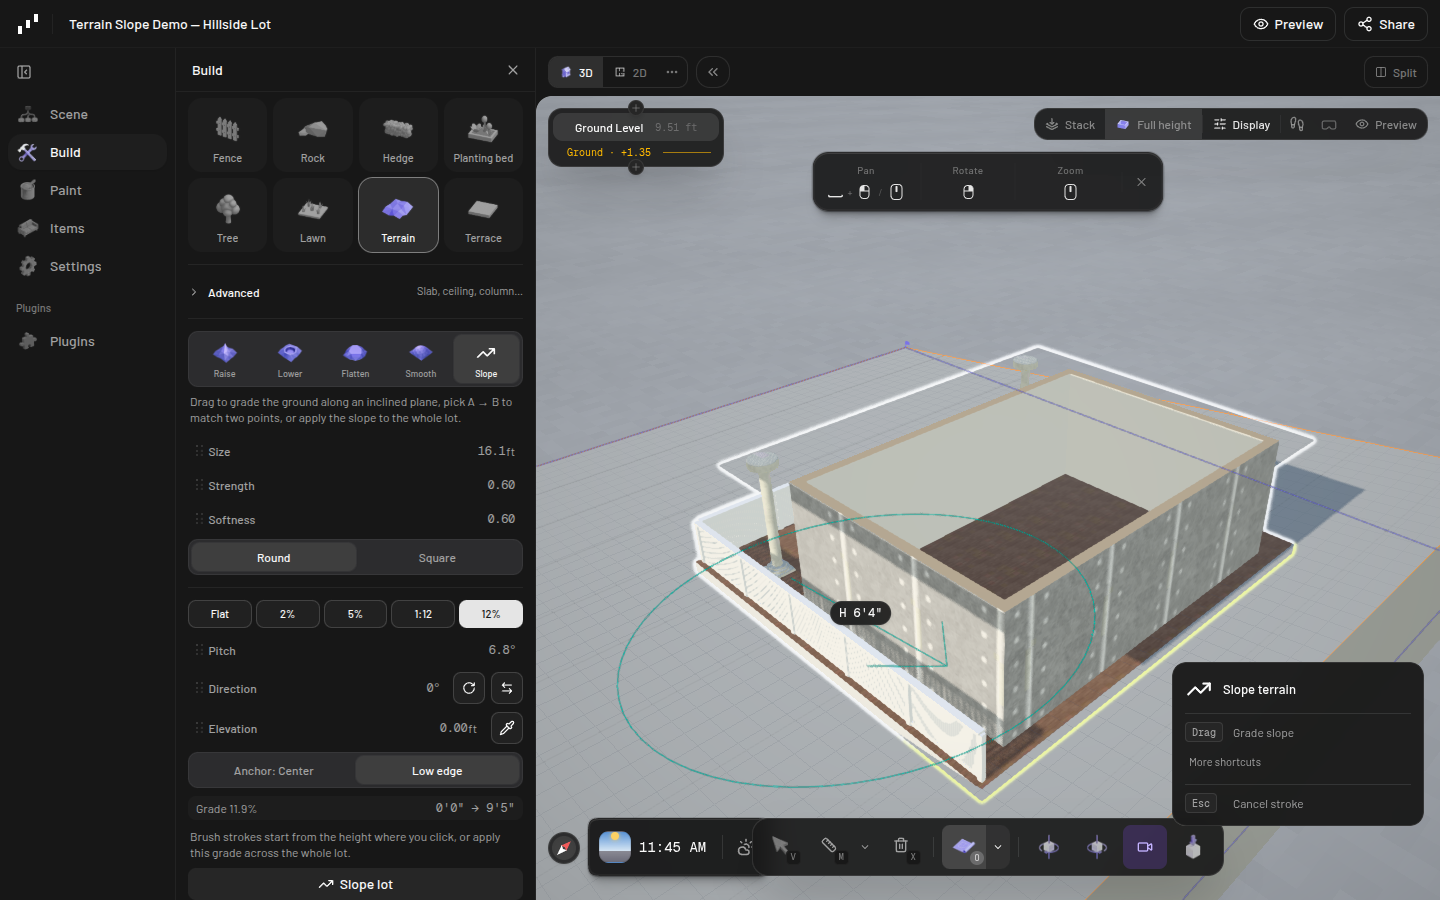 Terrain Slope Demo — Hillside Lot
Preview
Share
Scene
Build
Paint
Items
Settings
Plugins
Plugins
Build
Fence
Rock
Hedge
Planting bed
Tree
Lawn
Terrain
Terrace
Advanced
Slab, ceiling, column...
Raise
Lower
Flatten
Smooth
Slope
Drag to grade the ground along an inclined plane, pick A → B to
match two points, or apply the slope to the whole lot.
Size 16.1ft
Strength 0.60
Softness 0.60
Round
Square
Flat
2%
5%
1:12
12%
Pitch 6.8°
Direction 0°
Elevation 0.00ft
Anchor: Center
Low edge
Grade 11.9% 0'0" → 9'5"
Brush strokes start from the height where you click, or apply
this grade across the whole lot.
Slope lot
3D
2D
Split
Ground Level 9.51 ft
Ground · +1.35
Stack
Full height
Display
Preview
Pan
Rotate
Zoom
+
/
H 6'4"
Slope terrain
Drag Grade slope
More shortcuts
Esc Cancel stroke
11:45 AM
V
M
X
O